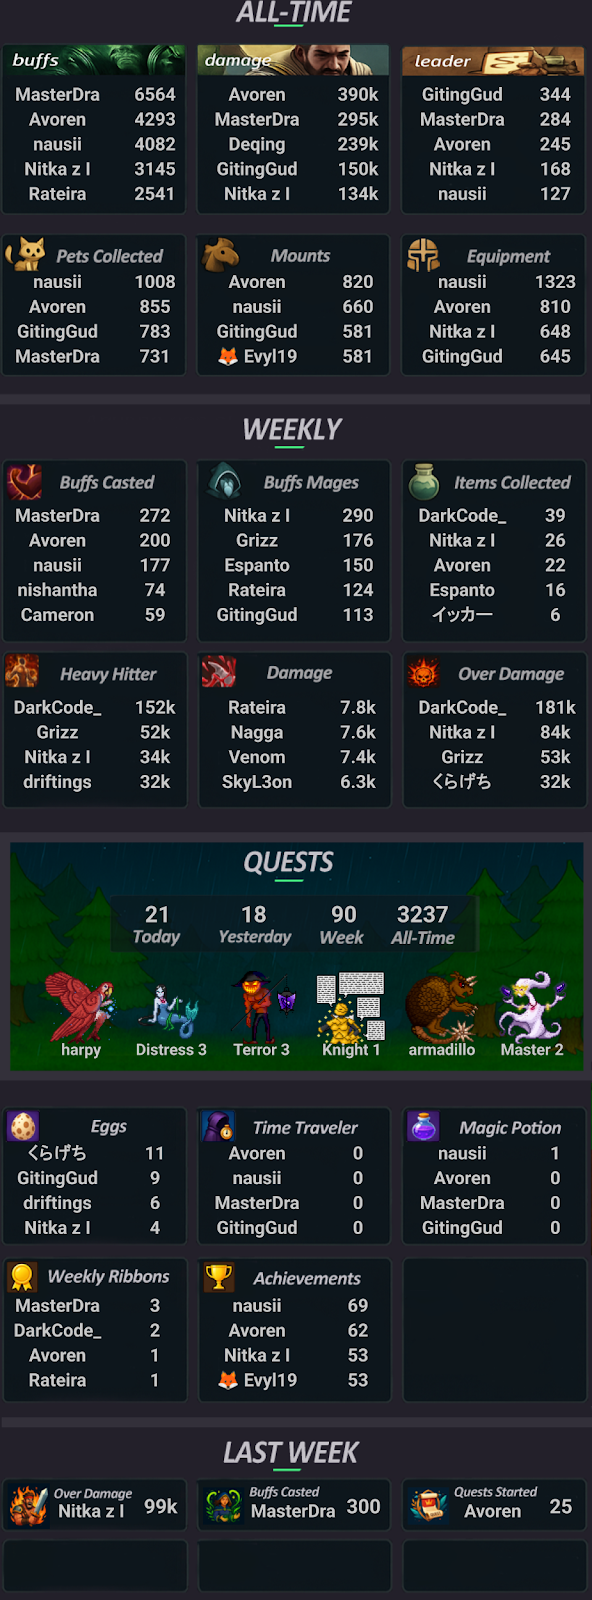 ALL-TIME
buffs
MasterDra 6564
Avoren 4293
nausii 4082
Nitka z I 3145
Rateira 2541
damage
Avoren 390k
MasterDra 295k
Deqing 239k
GitingGud 150k
Nitka z I 134k
leader
GitingGud 344
MasterDra 284
Avoren 245
Nitka z I 168
nausii 127
Pets Collected
nausii 1008
Avoren 855
GitingGud 783
MasterDra 731
Mounts
Avoren 820
nausii 660
GitingGud 581
🦊 Evyl19 581
Equipment
nausii 1323
Avoren 810
Nitka z I 648
GitingGud 645
WEEKLY
Buffs Casted
MasterDra 272
Avoren 200
nausii 177
nishantha 74
Cameron 59
Buffs Mages
Nitka z I 290
Grizz 176
Espanto 150
Rateira 124
GitingGud 113
Items Collected
DarkCode_ 39
Nitka z I 26
Avoren 22
Espanto 16
イッカー 6
Heavy Hitter
DarkCode_ 152k
Grizz 52k
Nitka z I 34k
driftings 32k
Damage
Rateira 7.8k
Nagga 7.6k
Venom 7.4k
SkyL3on 6.3k
Over Damage
DarkCode_ 181k
Nitka z I 84k
Grizz 53k
くらげち 32k
QUESTS
21 18 90 3237
Today Yesterday Week All-Time
harpy Distress 3 Terror 3 Knight 1 armadillo Master 2
Eggs
くらげち 11
GitingGud 9
driftings 6
Nitka z I 4
Time Traveler
Avoren 0
nausii 0
MasterDra 0
GitingGud 0
Magic Potion
nausii 1
Avoren 0
MasterDra 0
GitingGud 0
Weekly Ribbons
MasterDra 3
DarkCode_ 2
Avoren 1
Rateira 1
Achievements
nausii 69
Avoren 62
Nitka z I 53
🦊 Evyl19 53
LAST WEEK
Over Damage
Nitka z I 99k
Buffs Casted
MasterDra 300
Quests Started
Avoren 25